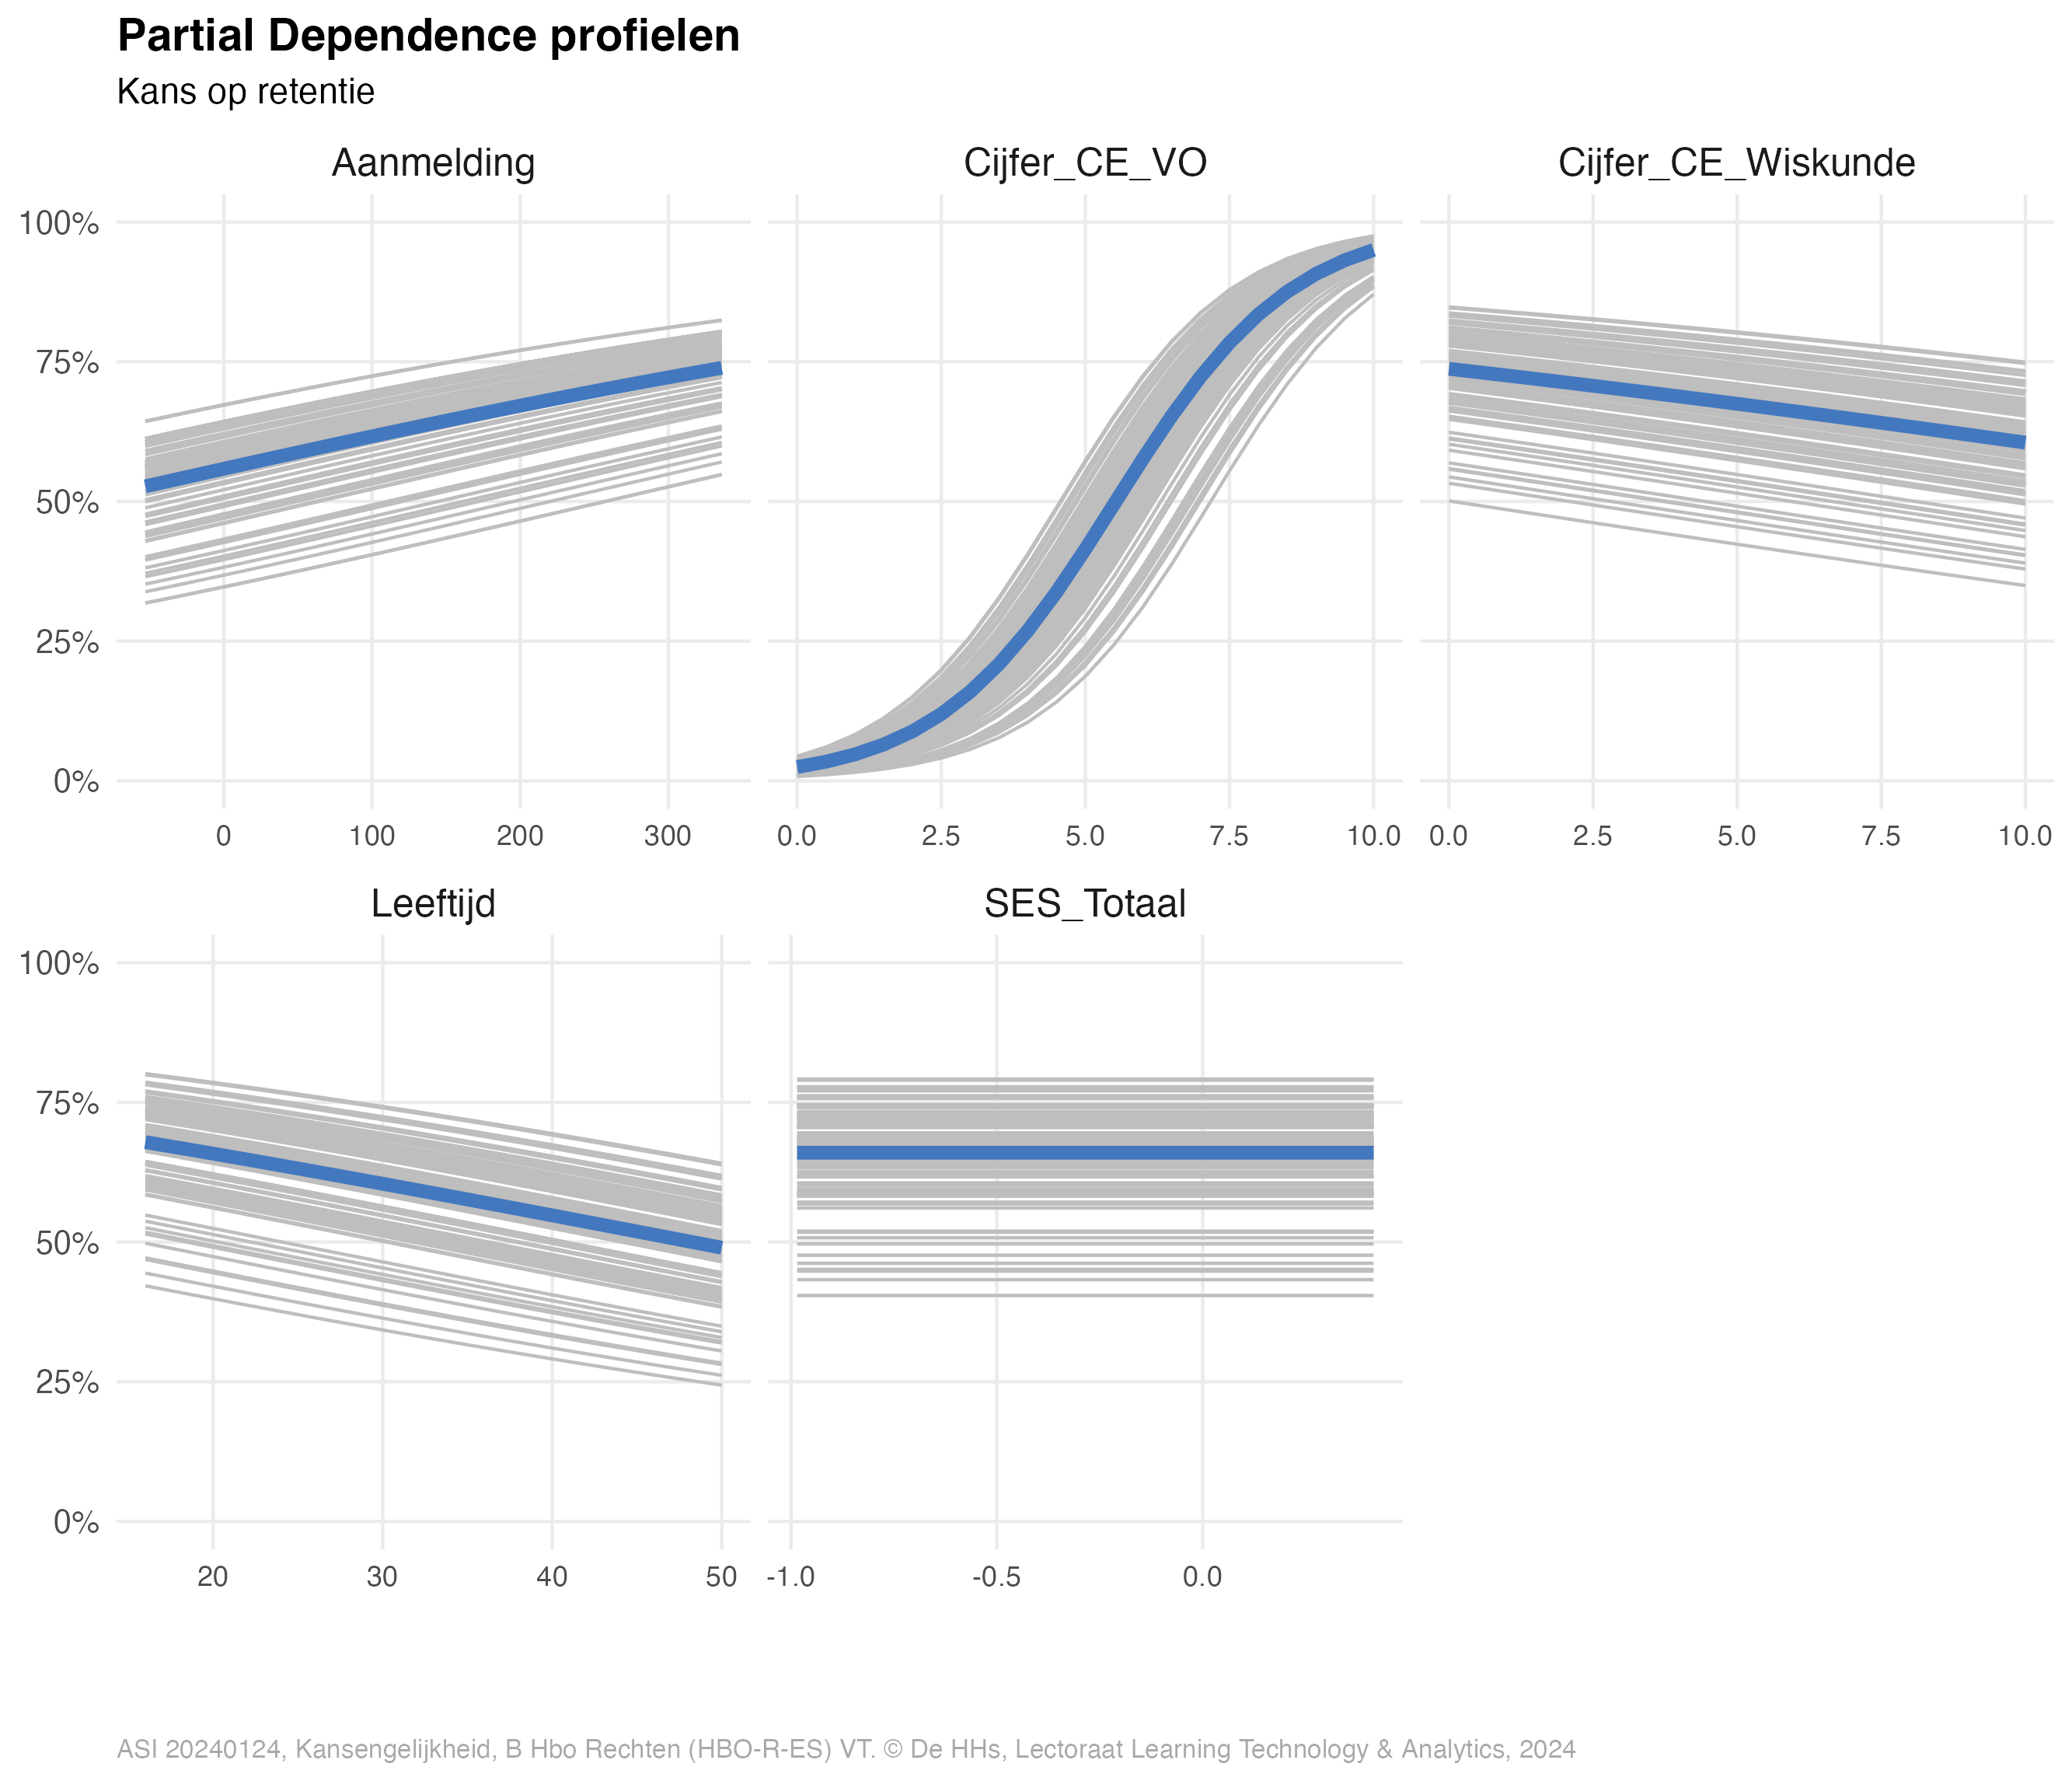 Partial Dependence profielen
Kans op retentie
Aanmelding Cijfer_CE_VO Cijfer_CE_Wiskunde
100%
75%
50%
25%
0%
0 100 200 300 0.0 2.5 5.0 7.5 10.0 0.0 2.5 5.0 7.5 10.0
Leeftijd SES_Totaal
100%
75%
50%
25%
0%
20 30 40 50 -1.0 -0.5 0.0
ASI 20240124, Kansengelijkheid, B Hbo Rechten (HBO-R-ES) VT. © De HHs, Lectoraat Learning Technology & Analytics, 2024